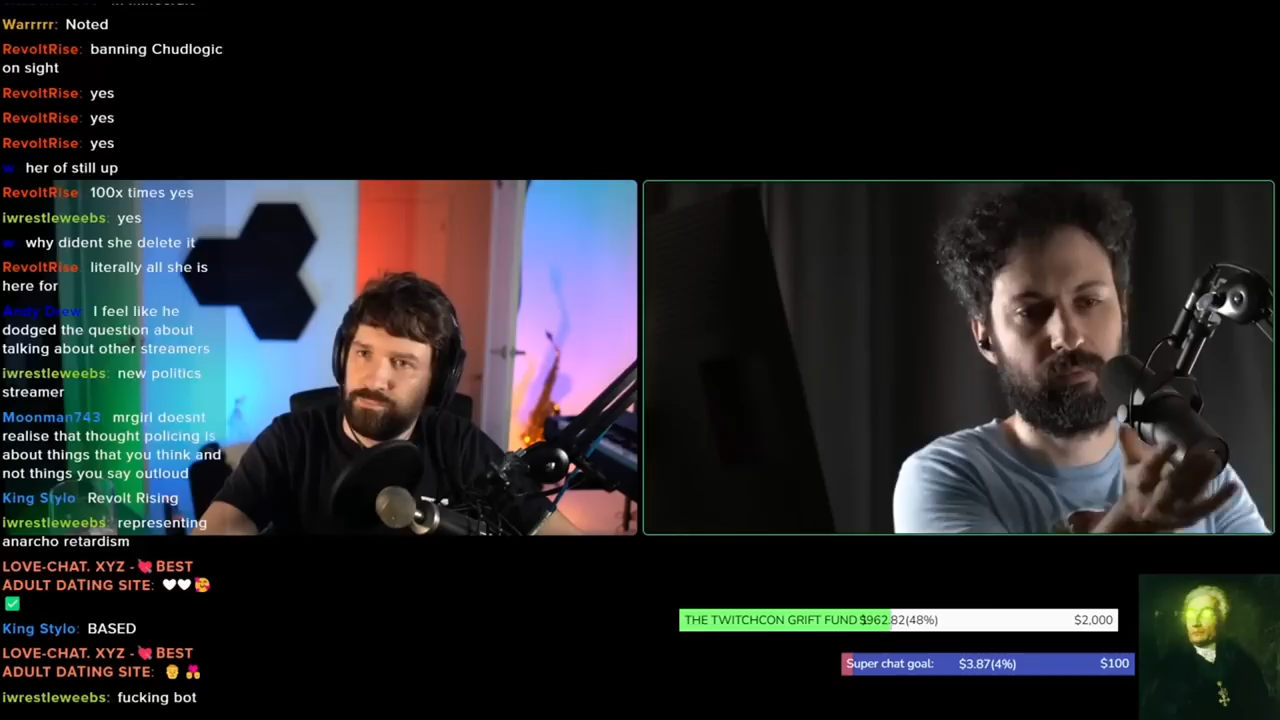 Warrrrr: Noted
RevoltRise: banning Chudlogic
on sight
RevoltRise: yes
RevoltRise: yes
RevoltRise: yes
w her of still up
RevoltRise 100x times yes
iwrestleweebs: yes
w why dident she delete it
RevoltRise literally all she is
here for
Andy Drew I feel like he
dodged the question about
talking about other streamers
iwrestleweebs: new politics
streamer
Moonman743 mrgirl doesnt
realise that thought policing is
about things that you think and
not things you say outloud
King Stylo Revolt Rising
iwrestleweebs: representing
anarcho retardism
LOVE-CHAT. XYZ - 💘 BEST
ADULT DATING SITE: 🤍🤍🥰
✅
King Stylo: BASED
LOVE-CHAT. XYZ - 💘 BEST
ADULT DATING SITE:
iwrestleweebs: fucking bot
THE TWITCHCON GRIFT FUND $962.82(48%) $2,000
Super chat goal: $3.87(4%) $100